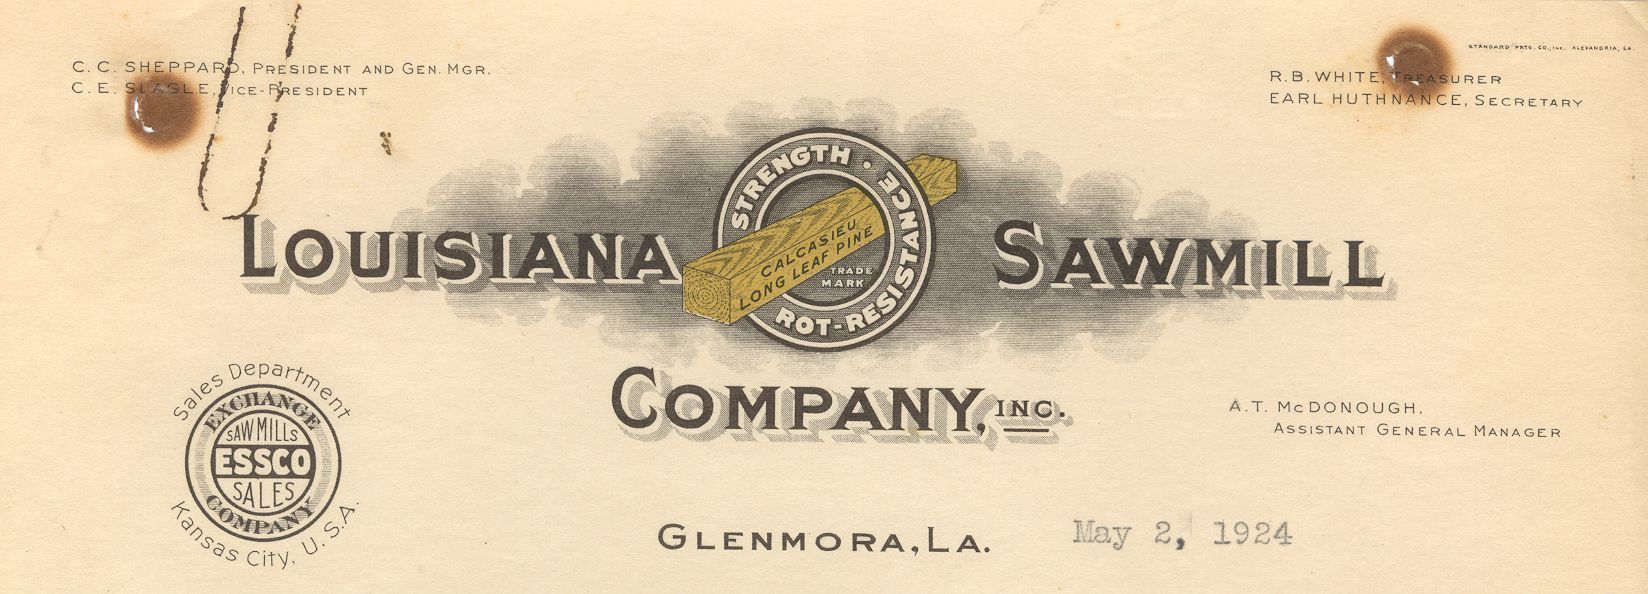 STANDARD PRTG. CO., INC. ALEXANDRIA, LA.
C. C. SHEPPARD, PRESIDENT AND GEN. MGR.
C. E. SLAGLE, VICE-PRESIDENT
R. B. WHITE, TREASURER
EARL HUTHNANCE, SECRETARY
STRENGTH · ROT-RESISTANCE
CALCASIEU
LONG LEAF PINE
TRADE
MARK
LOUISIANA SAWMILL
COMPANY, INC.
Sales Department
EXCHANGE
SAW MILLS
ESSCO
SALES
COMPANY
Kansas City, U.S.A.
A. T. McDONOUGH.
ASSISTANT GENERAL MANAGER
GLENMORA, LA. May 2, 1924